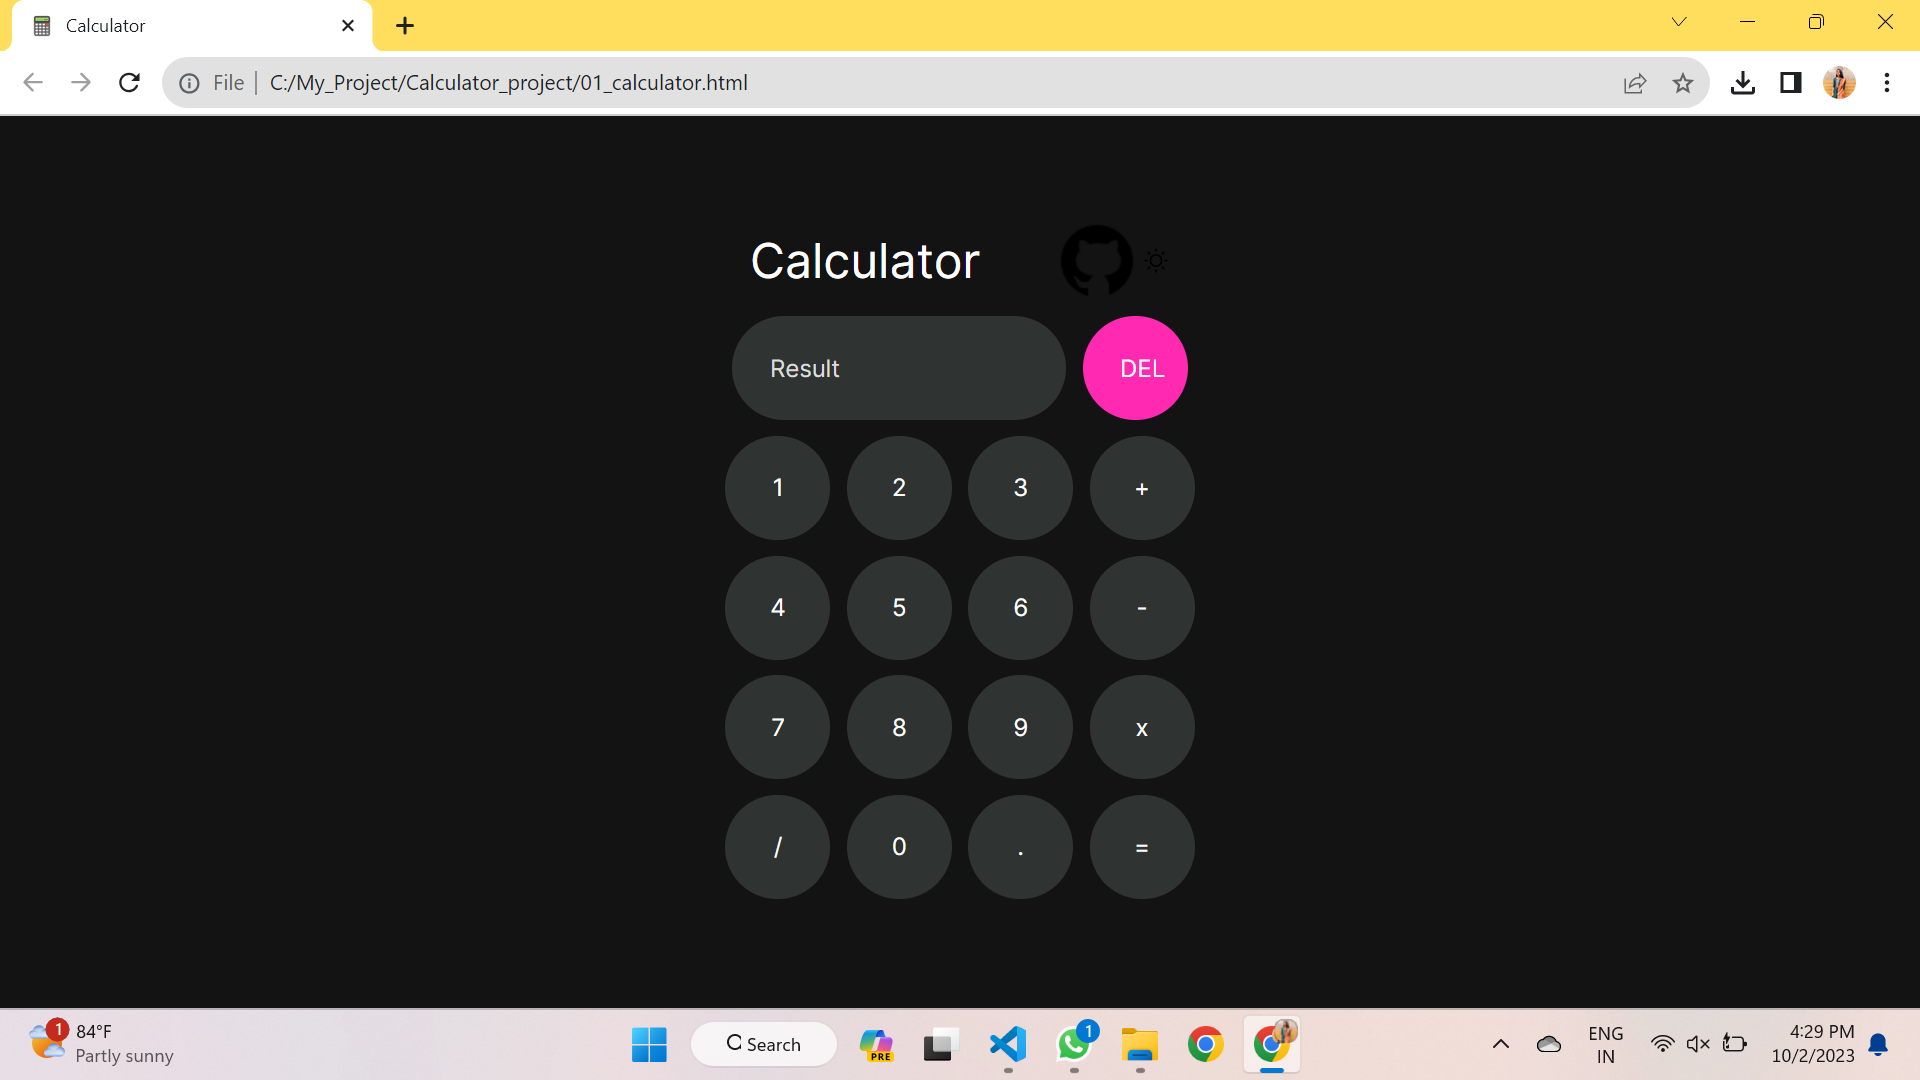 Calculator
File | C:/My_Project/Calculator_project/01_calculator.html
Calculator
Result DEL
1 2 3 +
4 5 6 -
7 8 9 x
/ 0 . =
1 84°F
Partly sunny
Search
PRE
1
ENG
IN
4:29 PM
10/2/2023